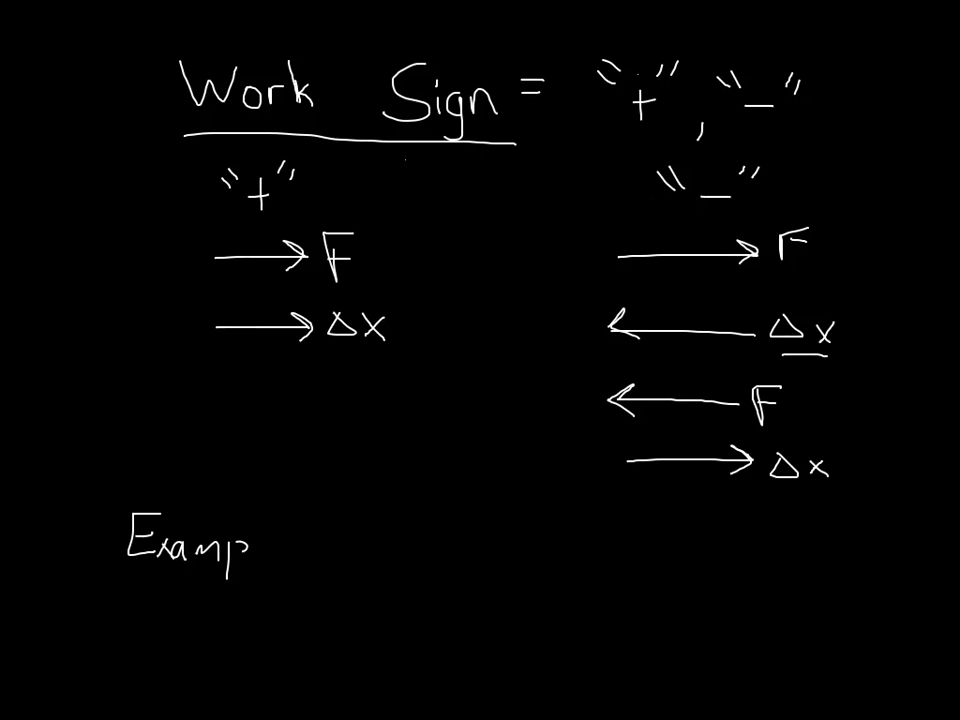 Work Sign = "+", "-"
"+" "-"
→ F → F
→ Δx ← Δx
← F
→ Δx
Examp